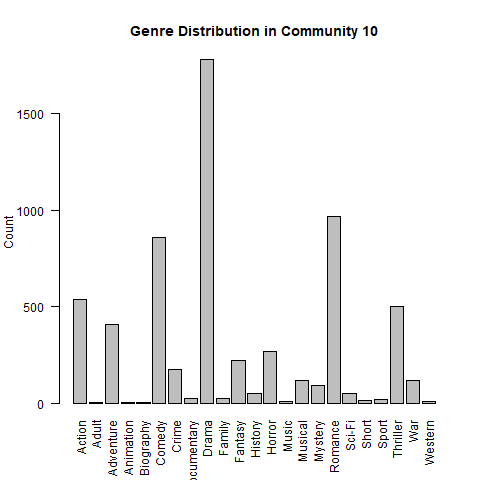 Genre Distribution in Community 10
Count
1500
1000
500
0
Action
Adult
Adventure
Animation
Biography
Comedy
Crime
ocumentary
Drama
Family
Fantasy
History
Horror
Music
Musical
Mystery
Romance
Sci-Fi
Short
Sport
Thriller
War
Western